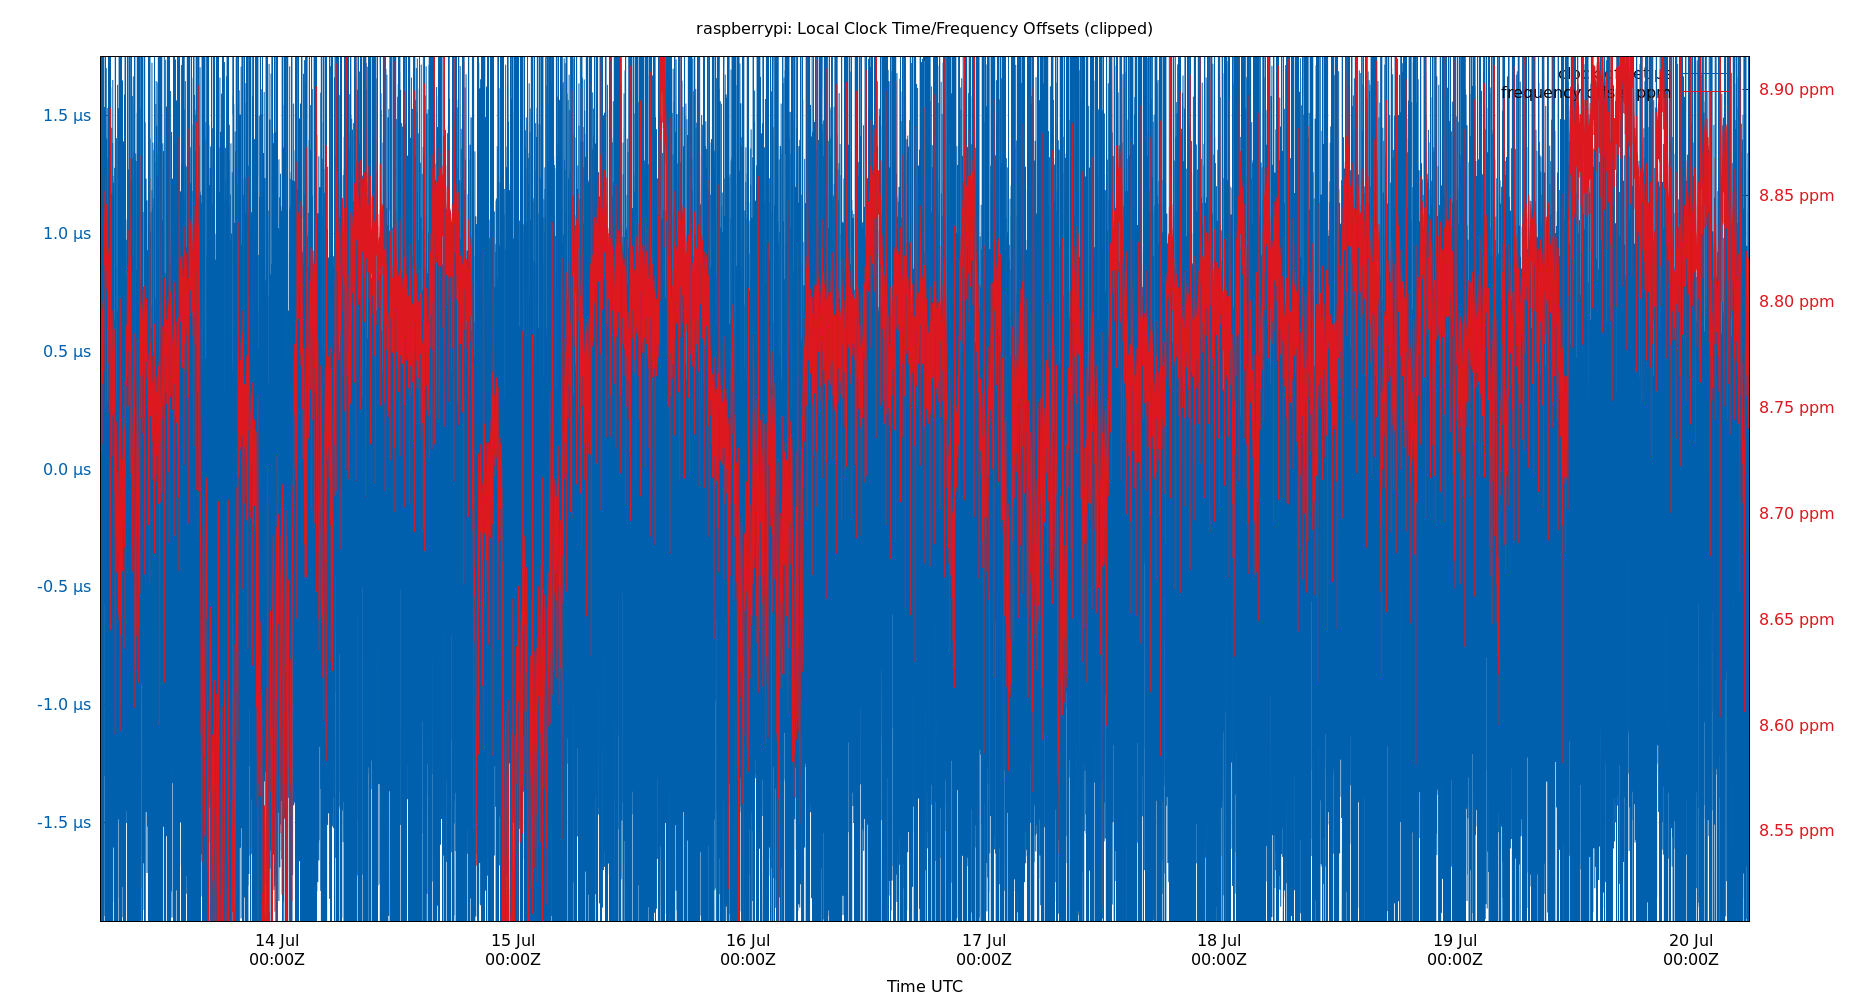 raspberrypi: Local Clock Time/Frequency Offsets (clipped)
frequency ppm
1.5 µs
1.0 µs
0.5 µs
0.0 µs
-0.5 µs
-1.0 µs
-1.5 µs
8.90 ppm
8.85 ppm
8.80 ppm
8.75 ppm
8.70 ppm
8.65 ppm
8.60 ppm
8.55 ppm
14 Jul 15 Jul 16 Jul 17 Jul 18 Jul 19 Jul 20 Jul
00:00Z 00:00Z 00:00Z 00:00Z 00:00Z 00:00Z 00:00Z
Time UTC